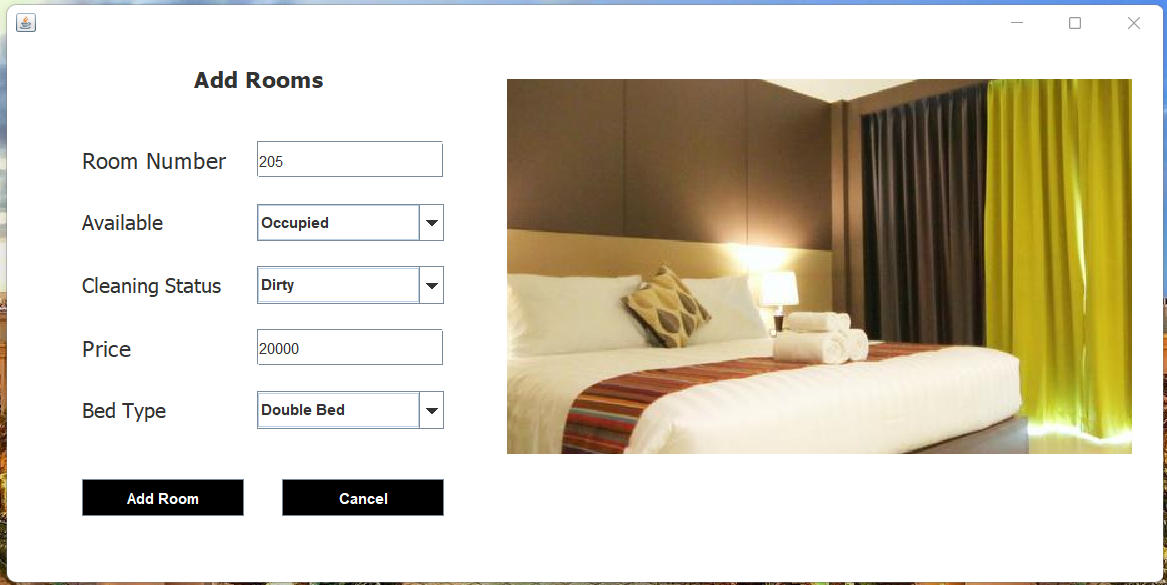 Add Rooms
Room Number 205
Available Occupied
Cleaning Status Dirty
Price 20000
Bed Type Double Bed
Add Room Cancel